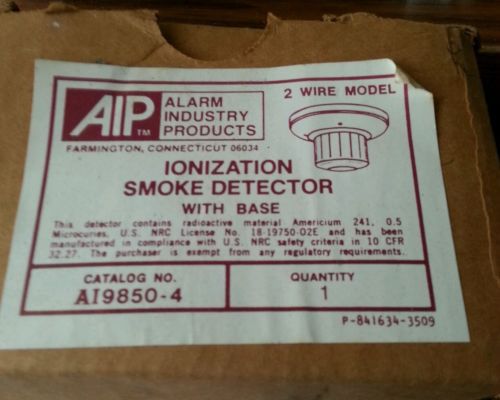 AIP TM
ALARM
INDUSTRY
PRODUCTS
2 WIRE MODEL
FARMINGTON, CONNECTICUT 06034
IONIZATION
SMOKE DETECTOR
WITH BASE
This detector contains radioactive material Americium 241, 0.5
Microcuries, U.S. NRC License No. 18-19750-02E and has been
manufactured in compliance with U.S. NRC safety criteria in 10 CFR
32.27. The purchaser is exempt from any regulatory requirements.
CATALOG NO.
AI9850-4
QUANTITY
1
P-841634-3509